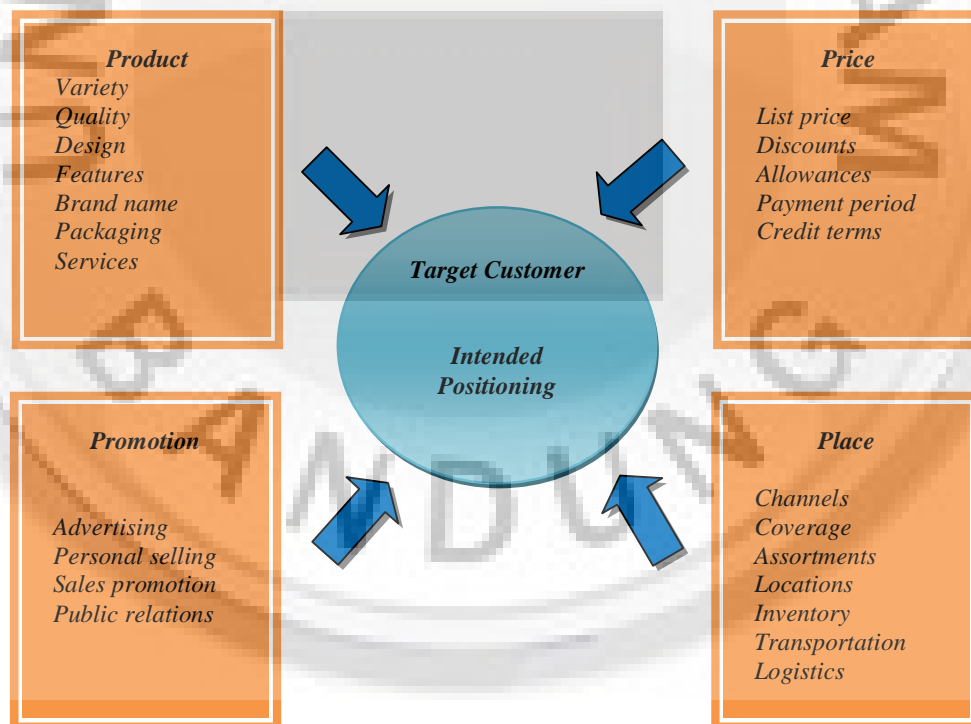 Product
Variety
Quality
Design
Features
Brand name
Packaging
Services
Price
List price
Discounts
Allowances
Payment period
Credit terms
Target Customer
Intended
Positioning
Promotion
Advertising
Personal selling
Sales promotion
Public relations
Place
Channels
Coverage
Assortments
Locations
Inventory
Transportation
Logistics
BANDUNG